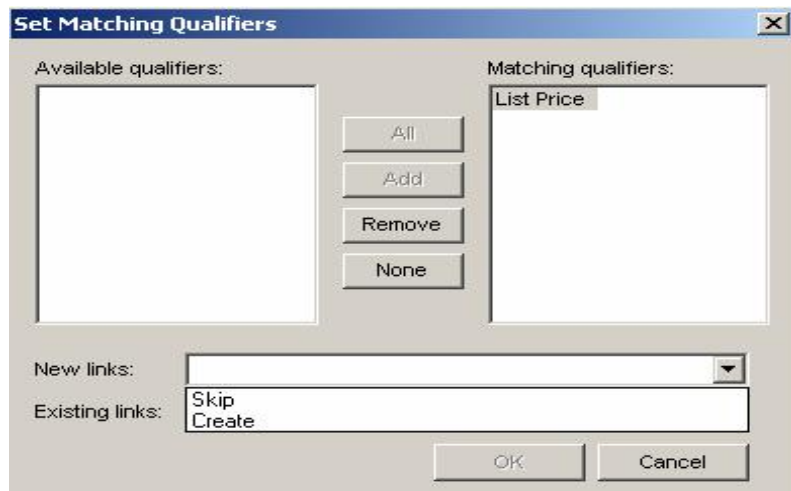 Set Matching Qualifiers
Available qualifiers:
Matching qualifiers:
List Price
All
Add
Remove
None
New links:
Skip
Create
Existing links:
OK
Cancel